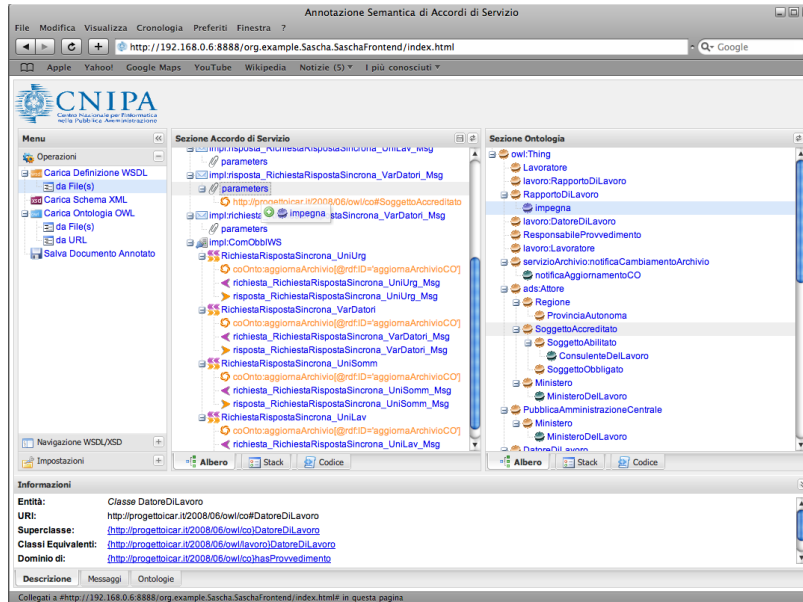 Annotazione Semantica di Accordi di Servizio
File Modifica Visualizza Cronologia Preferiti Finestra ?
http://192.168.0.6:8888/org.example.Sascha.SaschaFrontend/index.html
Google
Apple Yahoo! Google Maps YouTube Wikipedia Notizie (5) I più conosciuti
CNIPA
Centro Nazionale per l'Informatica
nella Pubblica Amministrazione
Menu
Operazioni
Carica Definizione WSDL
da File(s)
Carica Schema XML
Carica Ontologia OWL
da File(s)
da URL
Salva Documento Annotato
Navigazione WSDL/XSD
Impostazioni
Sezione Accordo di Servizio
impl:risposta_RichiestaRispostaSincrona_UniLav_Msg
parameters
impl:risposta_RichiestaRispostaSincrona_VarDatori_Msg
parameters
http://progettoicar.it/2008/06/owl/co#SoggettoAccreditato
impegna
impl:richiesta_RichiestaRispostaSincrona_VarDatori_Msg
parameters
impl:ComObblWS
RichiestaRispostaSincrona_UniUrg
coOnto:aggiornaArchivio[@rdf:ID='aggiornaArchivioCO']
richiesta_RichiestaRispostaSincrona_UniUrg_Msg
risposta_RichiestaRispostaSincrona_UniUrg_Msg
RichiestaRispostaSincrona_VarDatori
coOnto:aggiornaArchivio[@rdf:ID='aggiornaArchivioCO']
richiesta_RichiestaRispostaSincrona_VarDatori_Msg
risposta_RichiestaRispostaSincrona_VarDatori_Msg
RichiestaRispostaSincrona_UniSomm
coOnto:aggiornaArchivio[@rdf:ID='aggiornaArchivioCO']
richiesta_RichiestaRispostaSincrona_UniSomm_Msg
risposta_RichiestaRispostaSincrona_UniSomm_Msg
RichiestaRispostaSincrona_UniLav
coOnto:aggiornaArchivio[@rdf:ID='aggiornaArchivioCO']
richiesta_RichiestaRispostaSincrona_UniLav_Msg
Albero Stack Codice
Sezione Ontologia
owl:Thing
Lavoratore
lavoro:RapportoDiLavoro
RapportoDiLavoro
impegna
lavoro:DatoreDiLavoro
ResponsabileProvvedimento
lavoro:Lavoratore
servizioArchivio:notificaCambiamentoArchivio
notificaAggiornamentoCO
ads:Attore
Regione
ProvinciaAutonoma
SoggettoAccreditato
SoggettoAbilitato
ConsulenteDelLavoro
SoggettoObbligato
Ministero
MinisteroDelLavoro
PubblicaAmministrazioneCentrale
Ministero
MinisteroDelLavoro
DatoreDiLavoro
Albero Stack Codice
Informazioni
Entità: Classe DatoreDiLavoro
URI: http://progettoicar.it/2008/06/owl/co#DatoreDiLavoro
Superclasse: {http://progettoicar.it/2008/06/owl/co}DatoreDiLavoro
Classi Equivalenti: {http://progettoicar.it/2008/06/owl/lavoro}DatoreDiLavoro
Dominio di: {http://progettoicar.it/2008/06/owl/co}hasProvvedimento
Descrizione Messaggi Ontologie
Collegati a #http://192.168.0.6:8888/org.example.Sascha.SaschaFrontend/index.html# in questa pagina